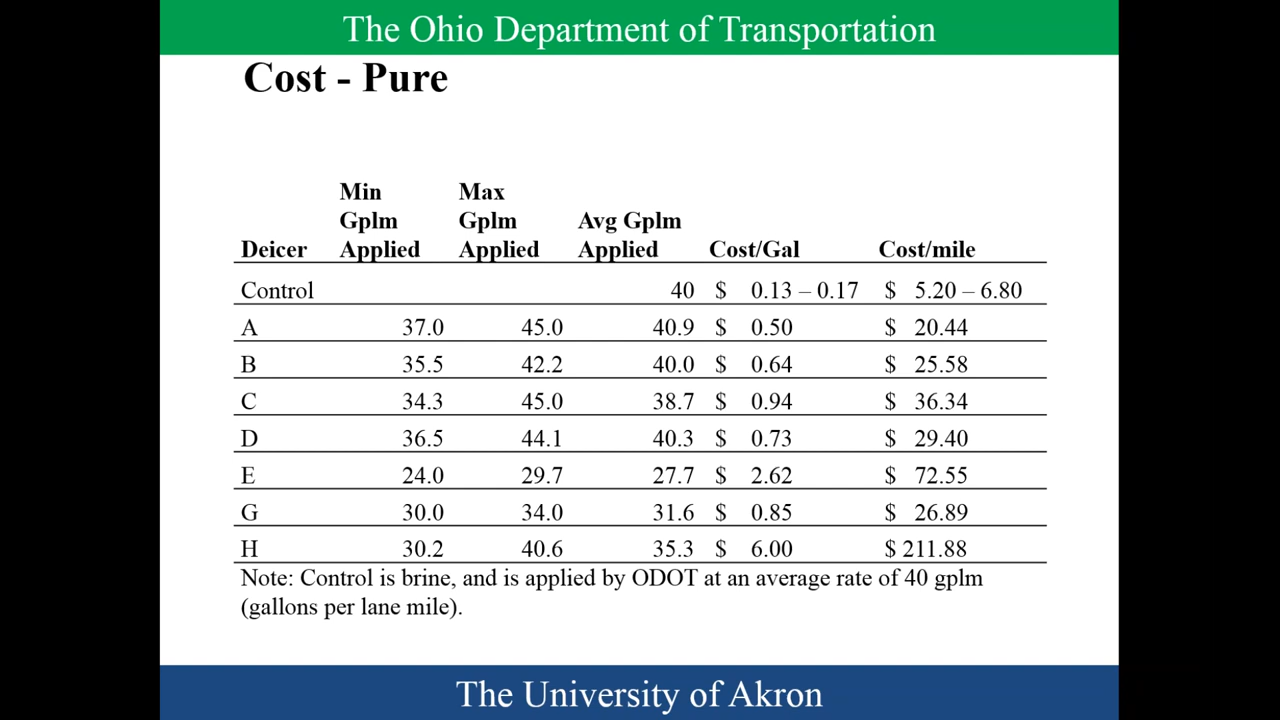 The Ohio Department of Transportation
Cost - Pure
Min Max
Gplm Gplm Avg Gplm
Deicer Applied Applied Applied Cost/Gal Cost/mile
Control 40 $ 0.13 – 0.17 $ 5.20 – 6.80
A 37.0 45.0 40.9 $ 0.50 $ 20.44
B 35.5 42.2 40.0 $ 0.64 $ 25.58
C 34.3 45.0 38.7 $ 0.94 $ 36.34
D 36.5 44.1 40.3 $ 0.73 $ 29.40
E 24.0 29.7 27.7 $ 2.62 $ 72.55
G 30.0 34.0 31.6 $ 0.85 $ 26.89
H 30.2 40.6 35.3 $ 6.00 $ 211.88
Note: Control is brine, and is applied by ODOT at an average rate of 40 gplm
(gallons per lane mile).
The University of Akron